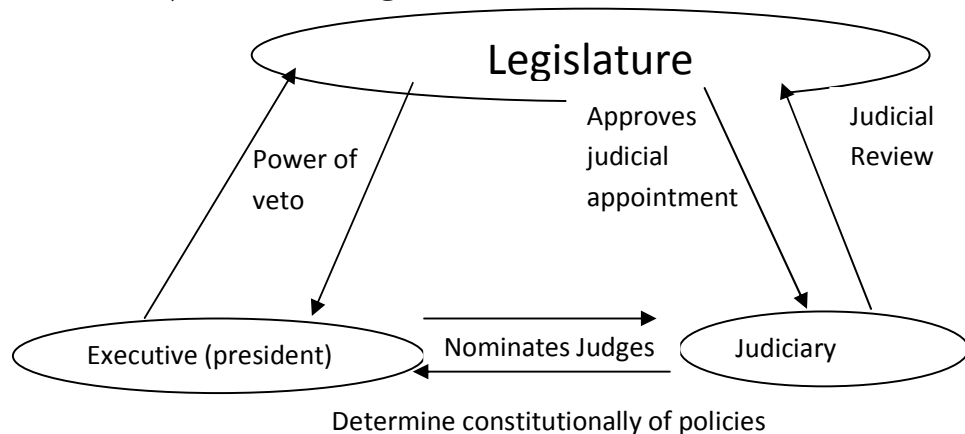 Legislature
Approves
judicial
appointment
Judicial
Review
Power of
veto
Executive (president)
Nominates Judges
Judiciary
Determine constitutionally of policies